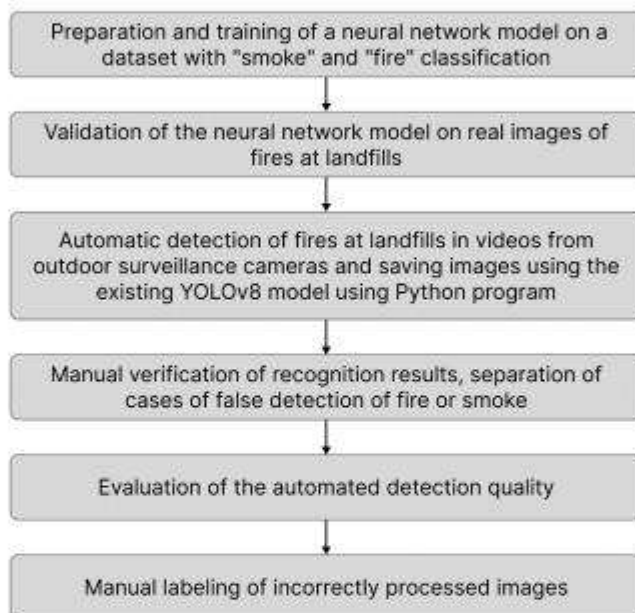 Preparation and training of a neural network model on a
dataset with "smoke" and "fire" classification
Validation of the neural network model on real images of
fires at landfills
Automatic detection of fires at landfills in videos from
outdoor surveillance cameras and saving images using the
existing YOLOv8 model using Python program
Manual verification of recognition results, separation of
cases of false detection of fire or smoke
Evaluation of the automated detection quality
Manual labeling of incorrectly processed images